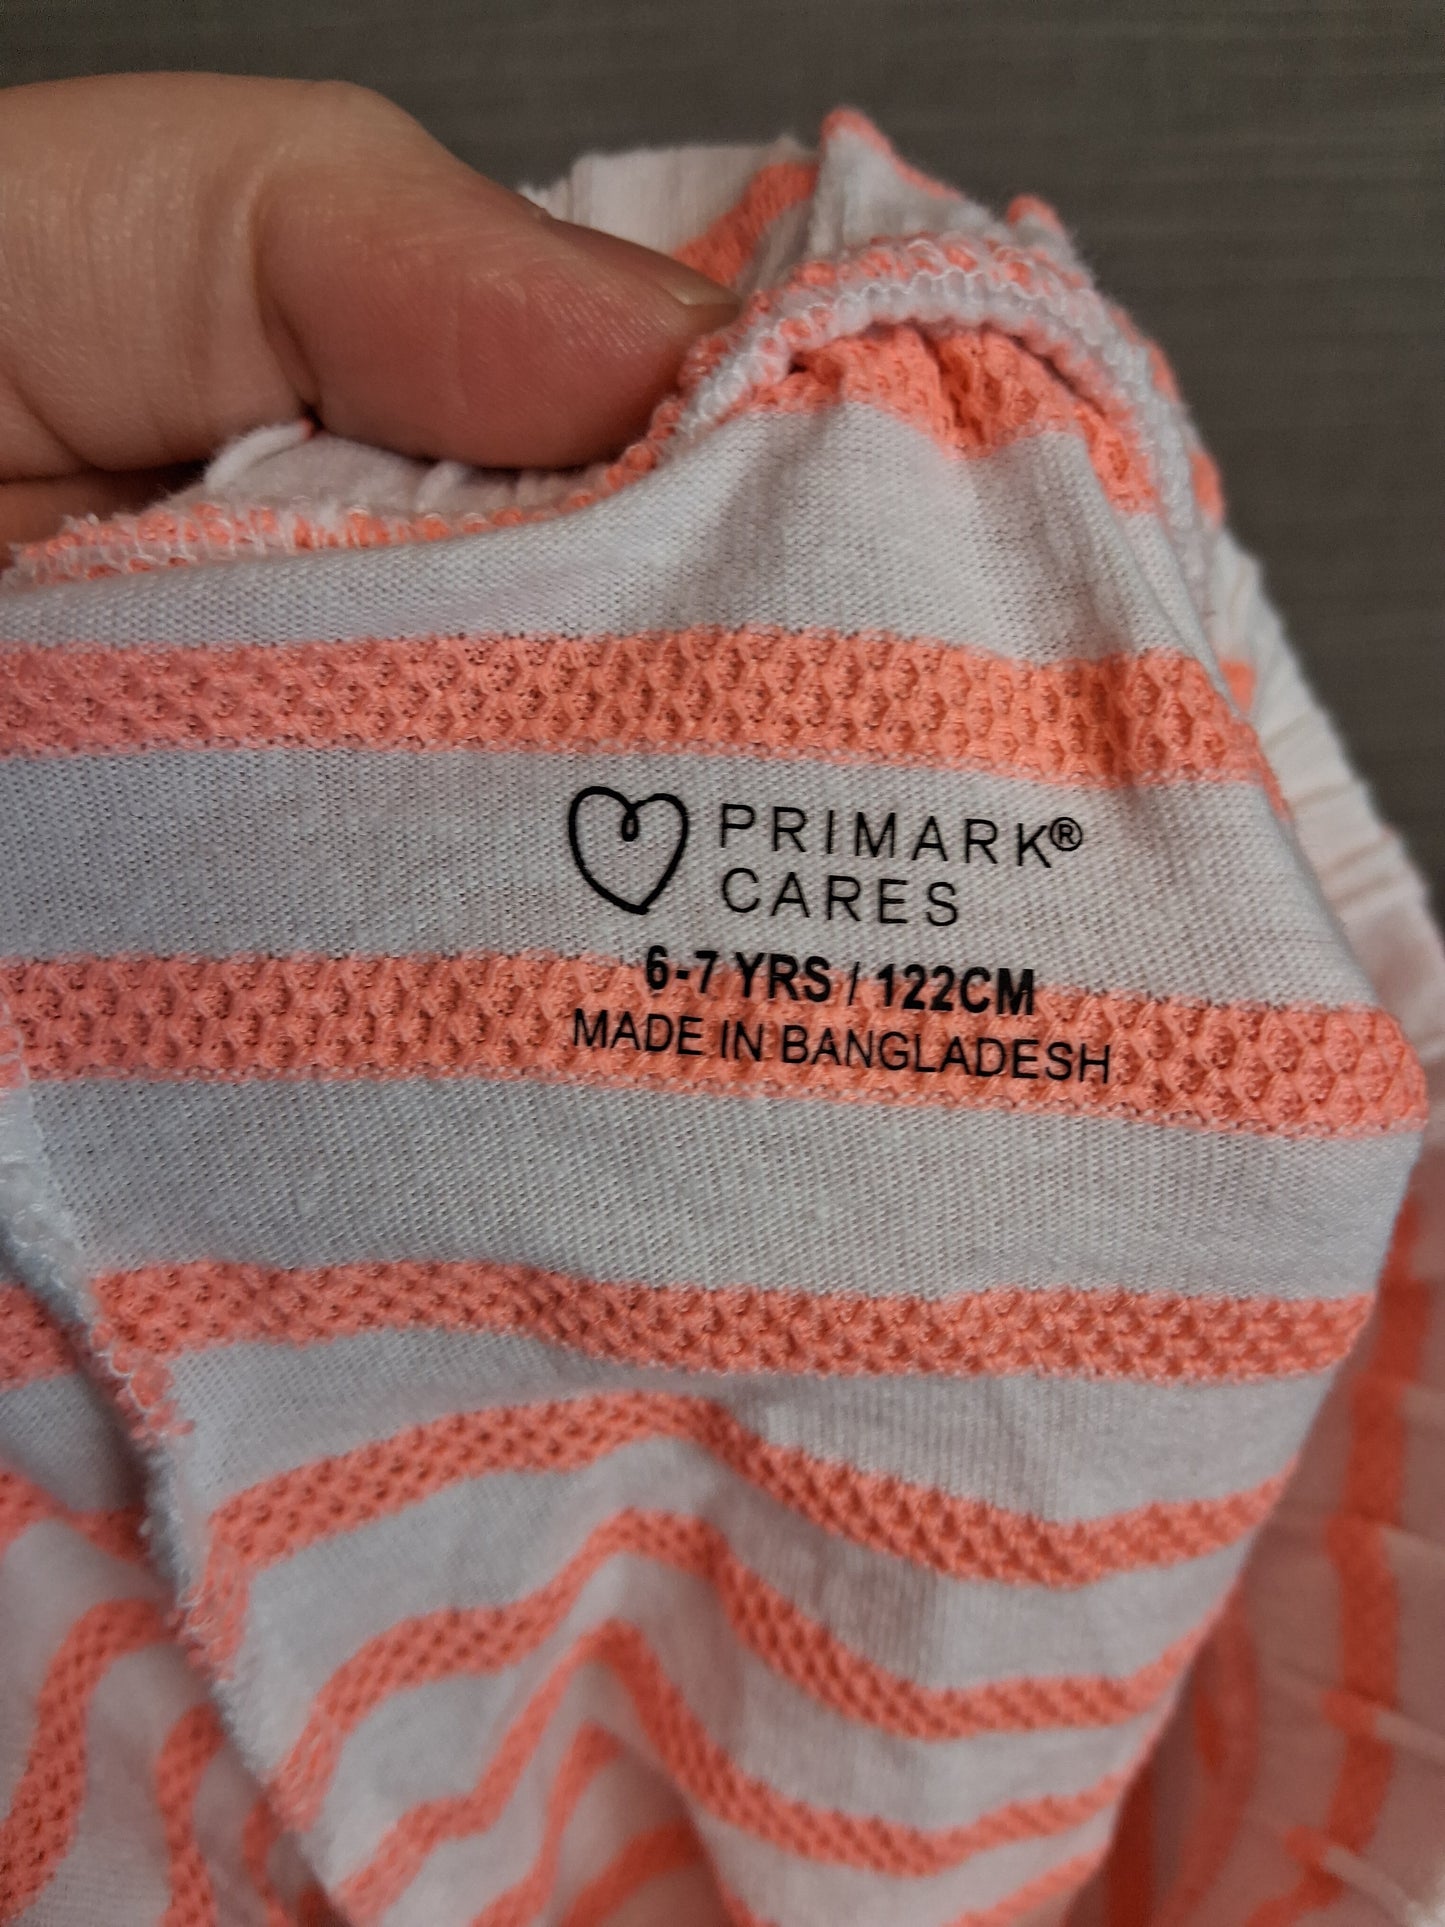 PRIMARK®
CARES
6-7 YRS / 122CM
MADE IN BANGLADESH